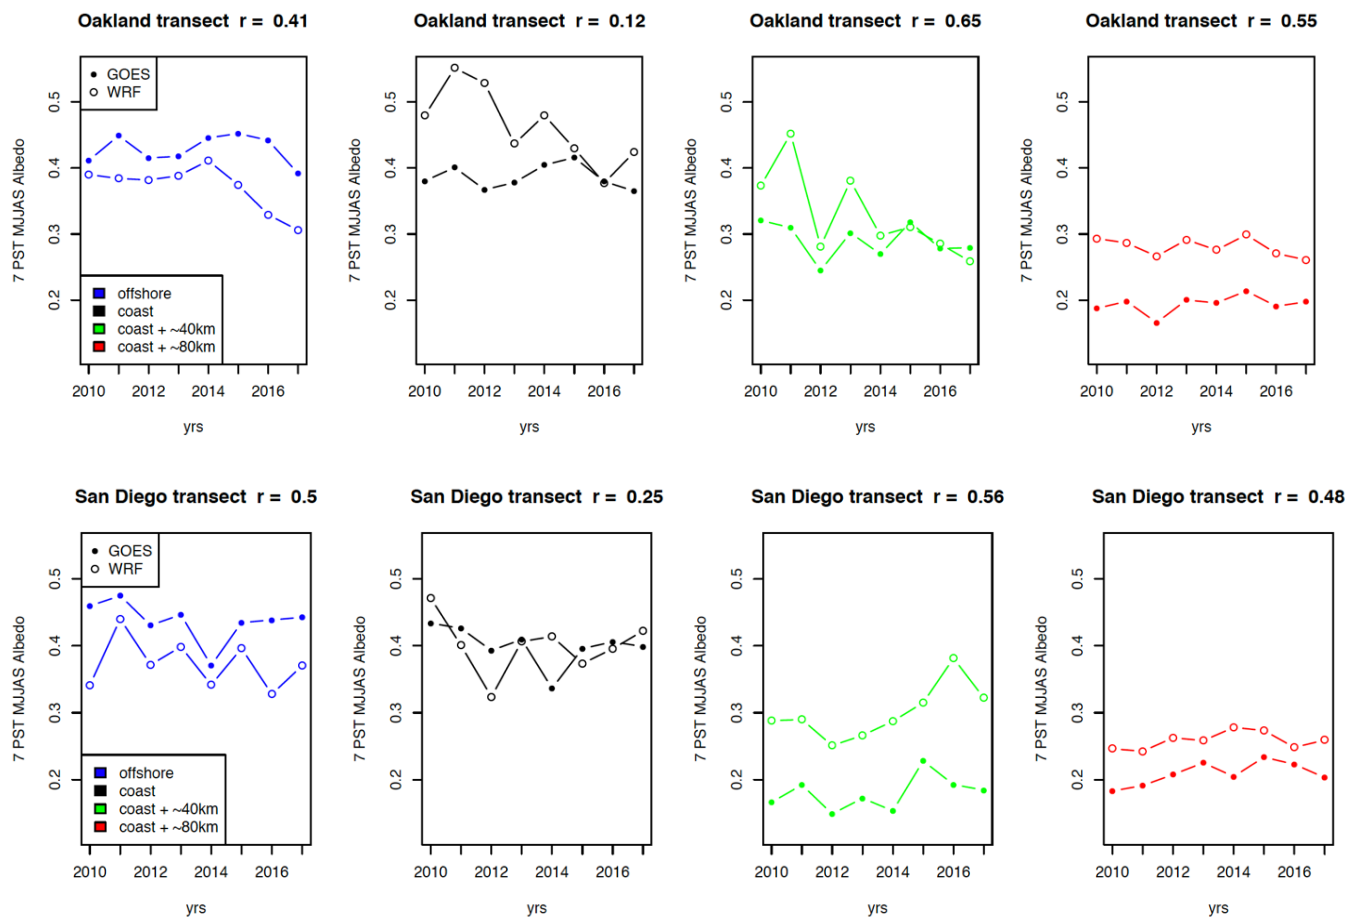 Oakland transect r = 0.41
Oakland transect r = 0.12
Oakland transect r = 0.65
Oakland transect r = 0.55
GOES
WRF
7 PST MJJAS Albedo
0.5
0.4
0.3
0.2
offshore
coast
coast + ~40km
coast + ~80km
2010 2012 2014 2016
yrs
7 PST MJJAS Albedo
0.5
0.4
0.3
0.2
2010 2012 2014 2016
yrs
7 PST MJJAS Albedo
0.5
0.4
0.3
0.2
2010 2012 2014 2016
yrs
7 PST MJJAS Albedo
0.5
0.4
0.3
0.2
2010 2012 2014 2016
yrs
San Diego transect r = 0.5
San Diego transect r = 0.25
San Diego transect r = 0.56
San Diego transect r = 0.48
GOES
WRF
7 PST MJJAS Albedo
0.5
0.4
0.3
0.2
offshore
coast
coast + ~40km
coast + ~80km
2010 2012 2014 2016
yrs
7 PST MJJAS Albedo
0.5
0.4
0.3
0.2
2010 2012 2014 2016
yrs
7 PST MJJAS Albedo
0.5
0.4
0.3
0.2
2010 2012 2014 2016
yrs
7 PST MJJAS Albedo
0.5
0.4
0.3
0.2
2010 2012 2014 2016
yrs